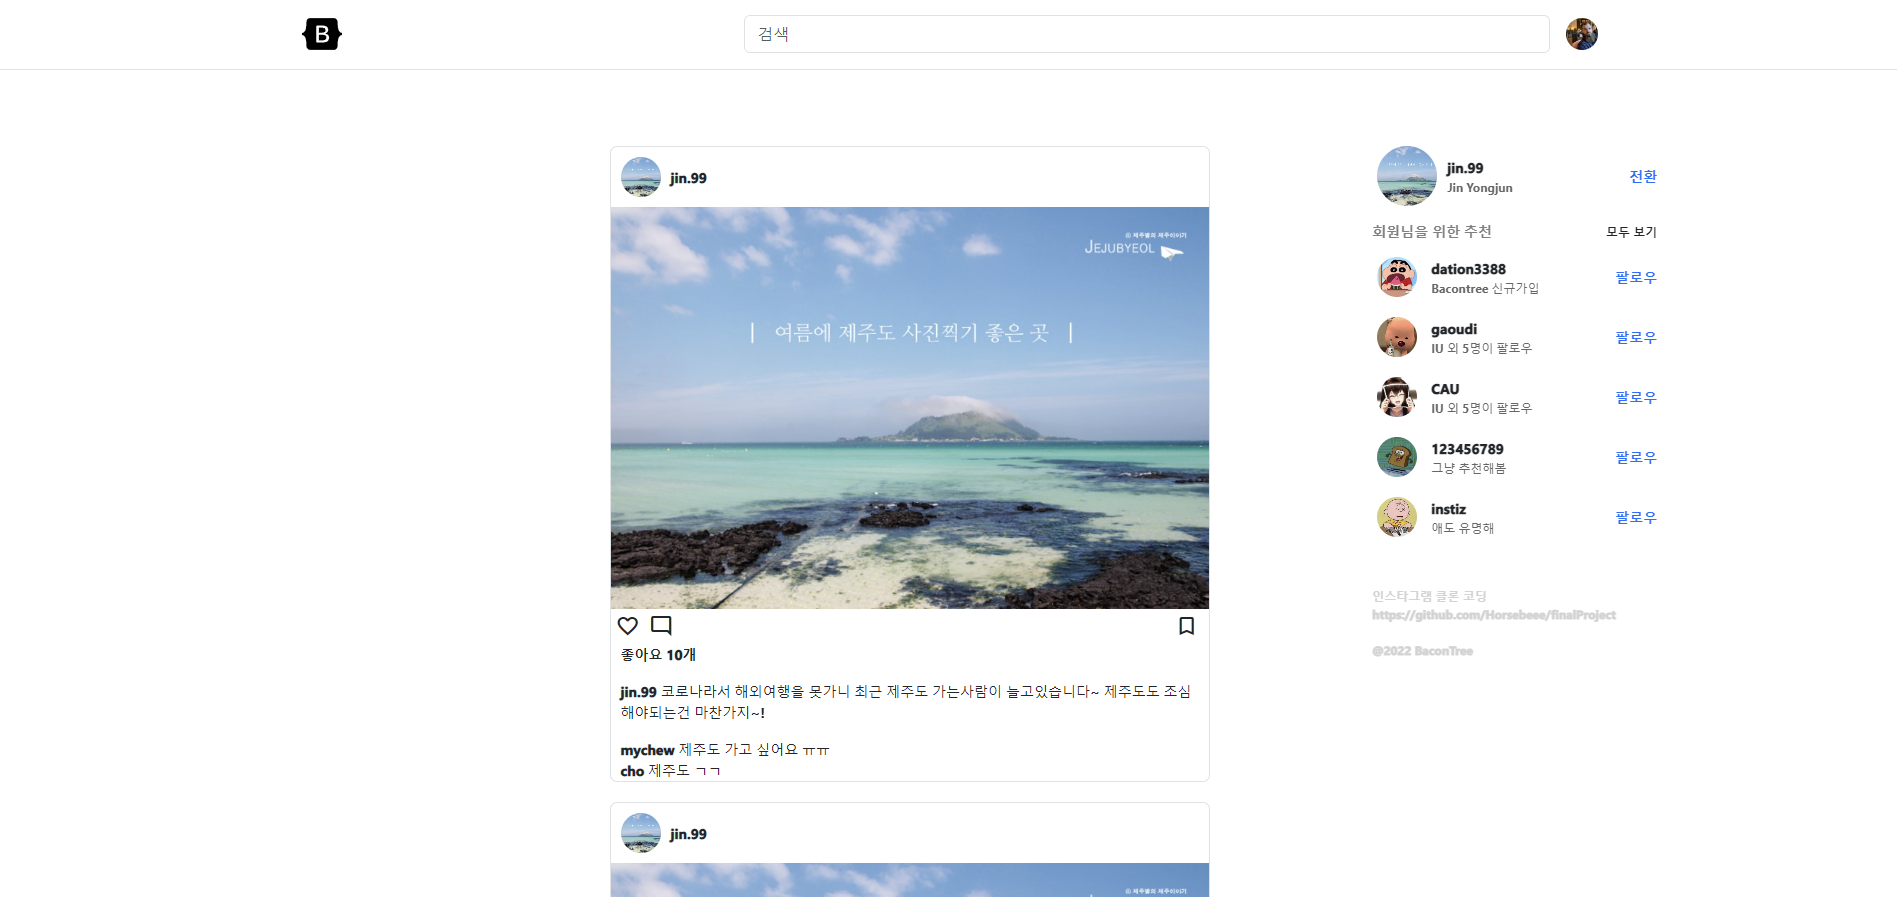 B
검색
jin.99
제주별의 제주이야기
JEJUBYEOL
| 여름에 제주도 사진찍기 좋은 곳 |
좋아요 10개
jin.99 코로나라서 해외여행을 못가니 최근 제주도 가는사람이 늘고있습니다~ 제주도도 조심
해야되는건 마찬가지~!
mychew 제주도 가고 싶어요 ㅠㅠ
cho 제주도 ㄱㄱ
jin.99
제주별의 제주이야기
jin.99
Jin Yongjun
전환
회원님을 위한 추천
모두 보기
dation3388
Bacontree 신규가입
팔로우
gaoudi
IU 외 5명이 팔로우
팔로우
CAU
IU 외 5명이 팔로우
팔로우
123456789
그냥 추천해봄
팔로우
instiz
애도 유명해
팔로우
인스타그램 클론 코딩
https://github.com/Horsebeee/finalProject
@2022 BaconTree